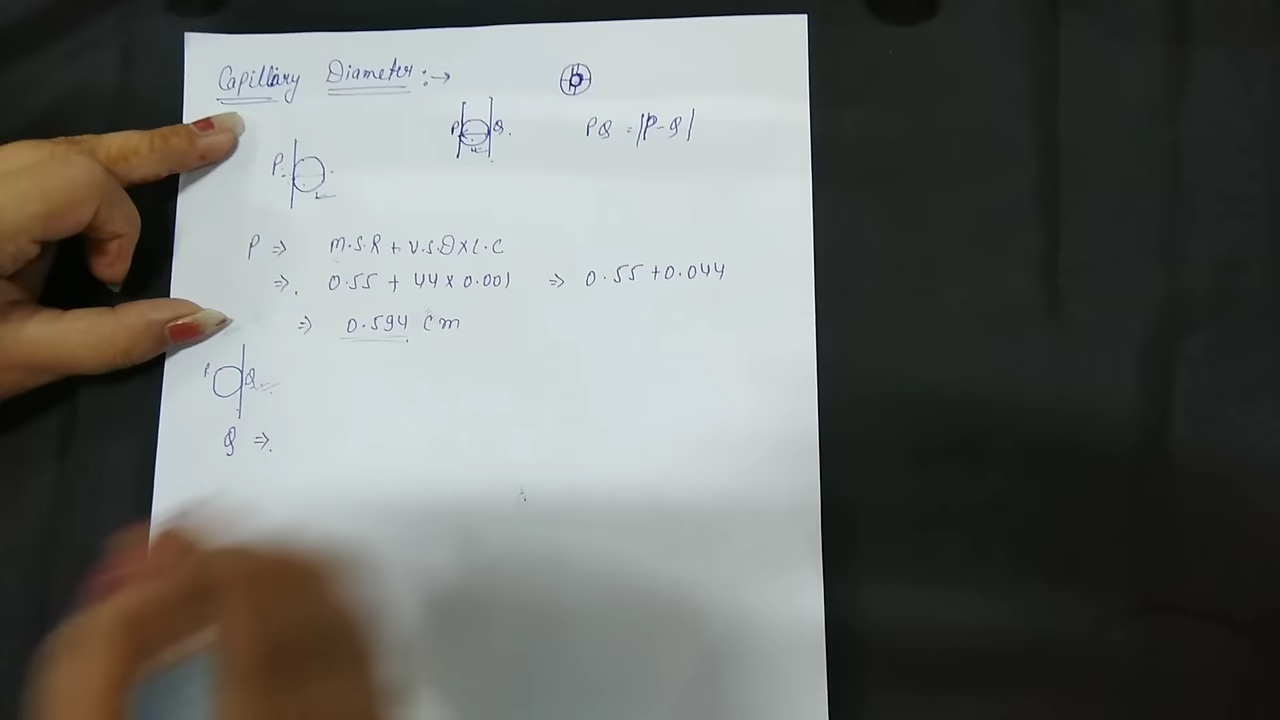 Capillary Diameter :→
P Q . PQ = |P-Q|
P
P ⇒ M.S.R + V.S.D X L.C
⇒ 0.55 + 44 x 0.001 ⇒ 0.55 + 0.044
⇒ 0.594 cm
P Q
Q ⇒